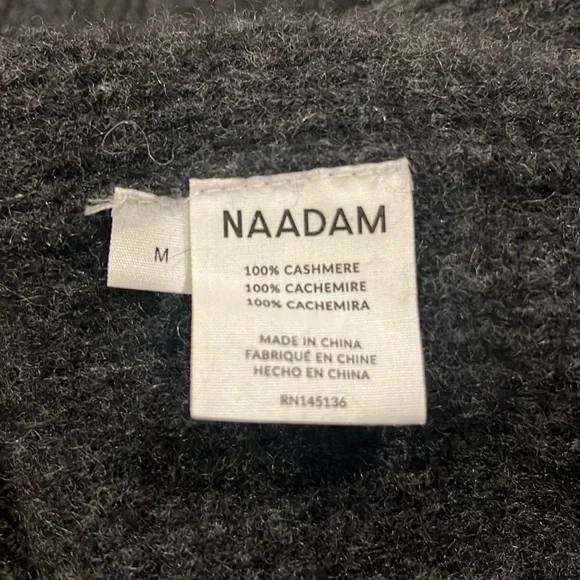 M
NAADAM
100% CASHMERE
100% CACHEMIRE
100% CACHEMIRA
MADE IN CHINA
FABRIQUÉ EN CHINE
HECHO EN CHINA
RN145136